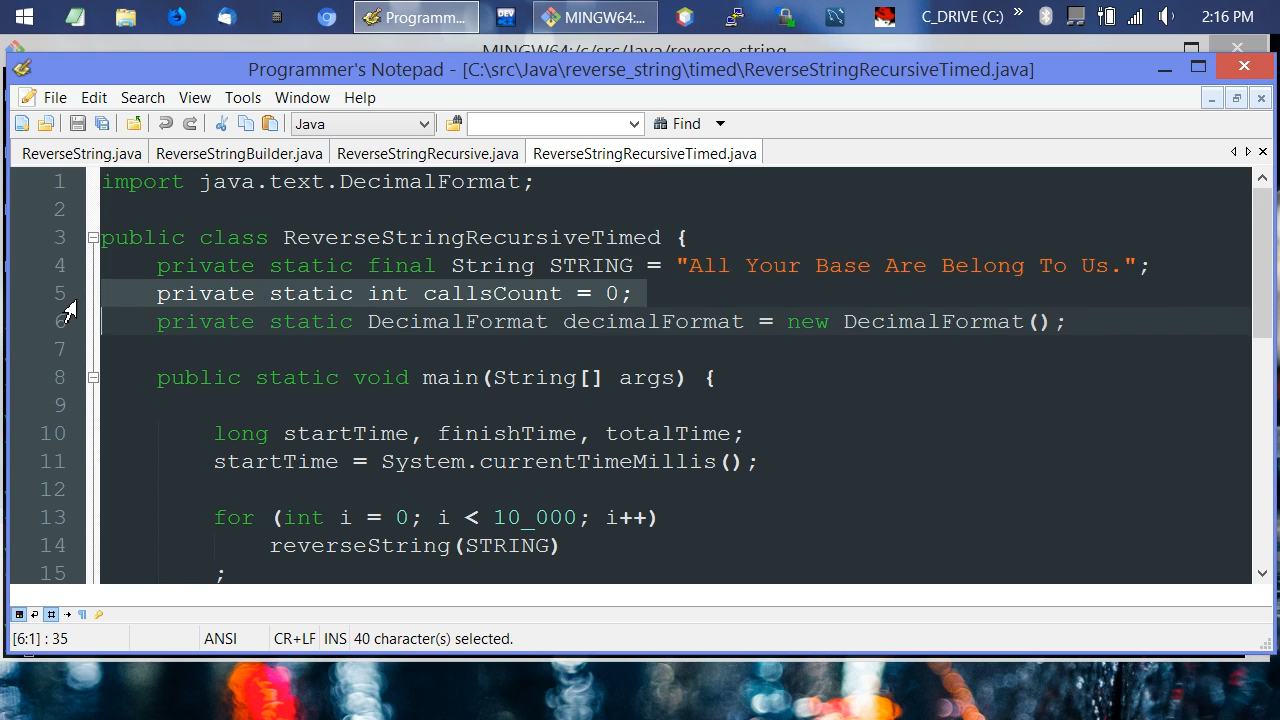 Programm...
MINGW64:...
C_DRIVE (C:) »
2:16 PM
MINGW64:/c/src/Java/reverse_string
Programmer's Notepad - [C:\src\Java\reverse_string\timed\ReverseStringRecursiveTimed.java]
File Edit Search View Tools Window Help
Java Find
ReverseString.java ReverseStringBuilder.java ReverseStringRecursive.java ReverseStringRecursiveTimed.java
1 import java.text.DecimalFormat;
2
3 public class ReverseStringRecursiveTimed {
4 private static final String STRING = "All Your Base Are Belong To Us.";
5 private static int callsCount = 0;
6 private static DecimalFormat decimalFormat = new DecimalFormat();
7
8 public static void main(String[] args) {
9
10 long startTime, finishTime, totalTime;
11 startTime = System.currentTimeMillis();
12
13 for (int i = 0; i < 10_000; i++)
14 reverseString(STRING)
15 ;
[6:1] : 35 ANSI CR+LF INS 40 character(s) selected.